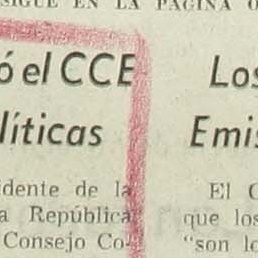 SIGUE EN LA PAGINA
ó el CCE
líticas
idente de la
a República
Consejo Co-
Los
Emis
El C
que los
"son lo